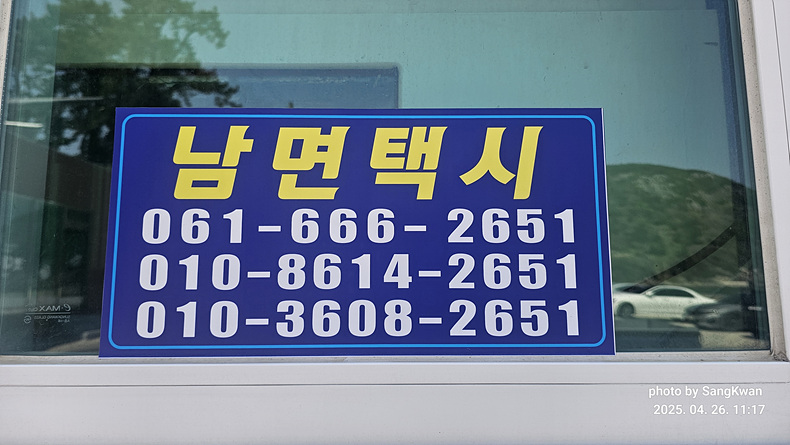 남면택시
061-666-2651
010-8614-2651
010-3608-2651
e-MAX
photo by SangKwan
2025. 04. 26. 11:17